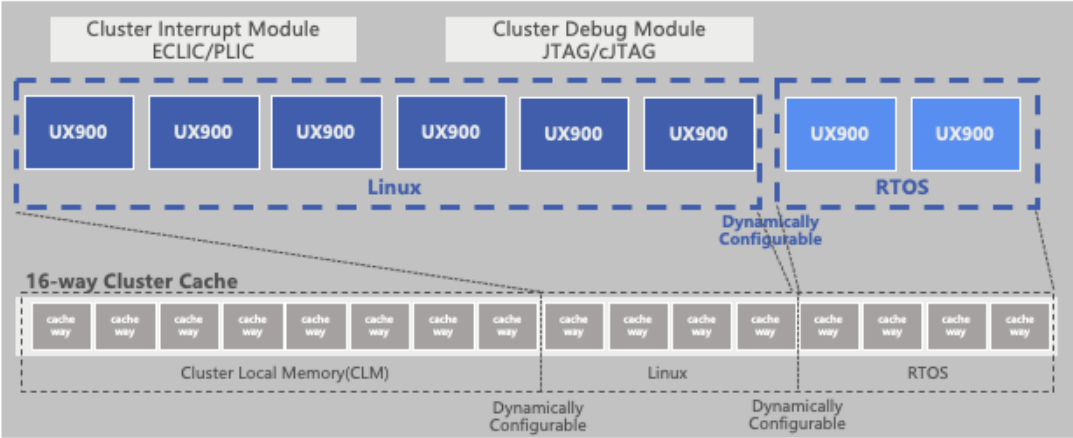 Cluster Interrupt Module
ECLIC/PLIC
Cluster Debug Module
JTAG/cJTAG
UX900 UX900 UX900 UX900 UX900 UX900 UX900 UX900
Linux
RTOS
Dynamically
Configurable
16-way Cluster Cache
cache cache cache cache cache cache cache cache cache cache cache cache cache cache cache cache
way way way way way way way way way way way way way way way way
Cluster Local Memory(CLM)
Linux
RTOS
Dynamically
Configurable
Dynamically
Configurable